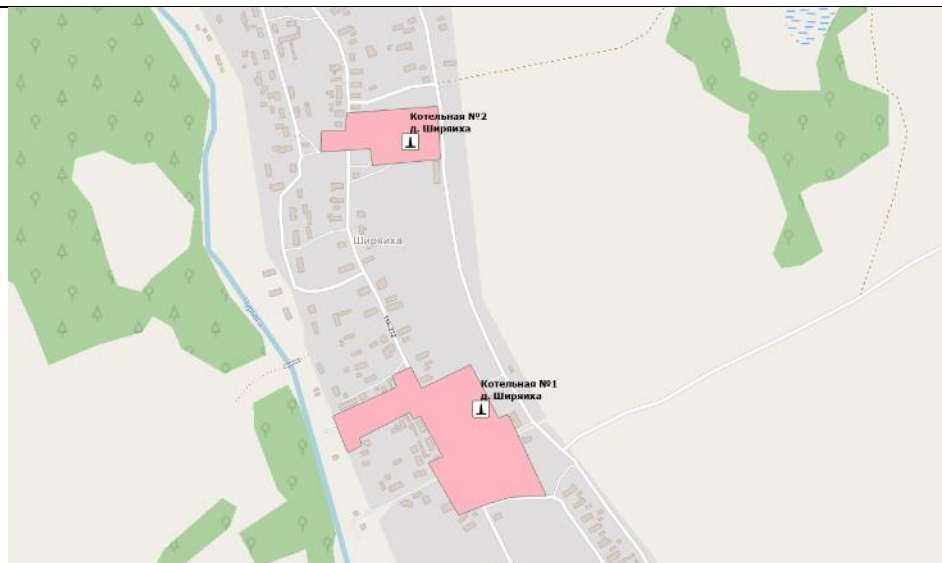 Котельная №2
д. Ширяиха
Ширяиха
Котельная №1
д. Ширяиха